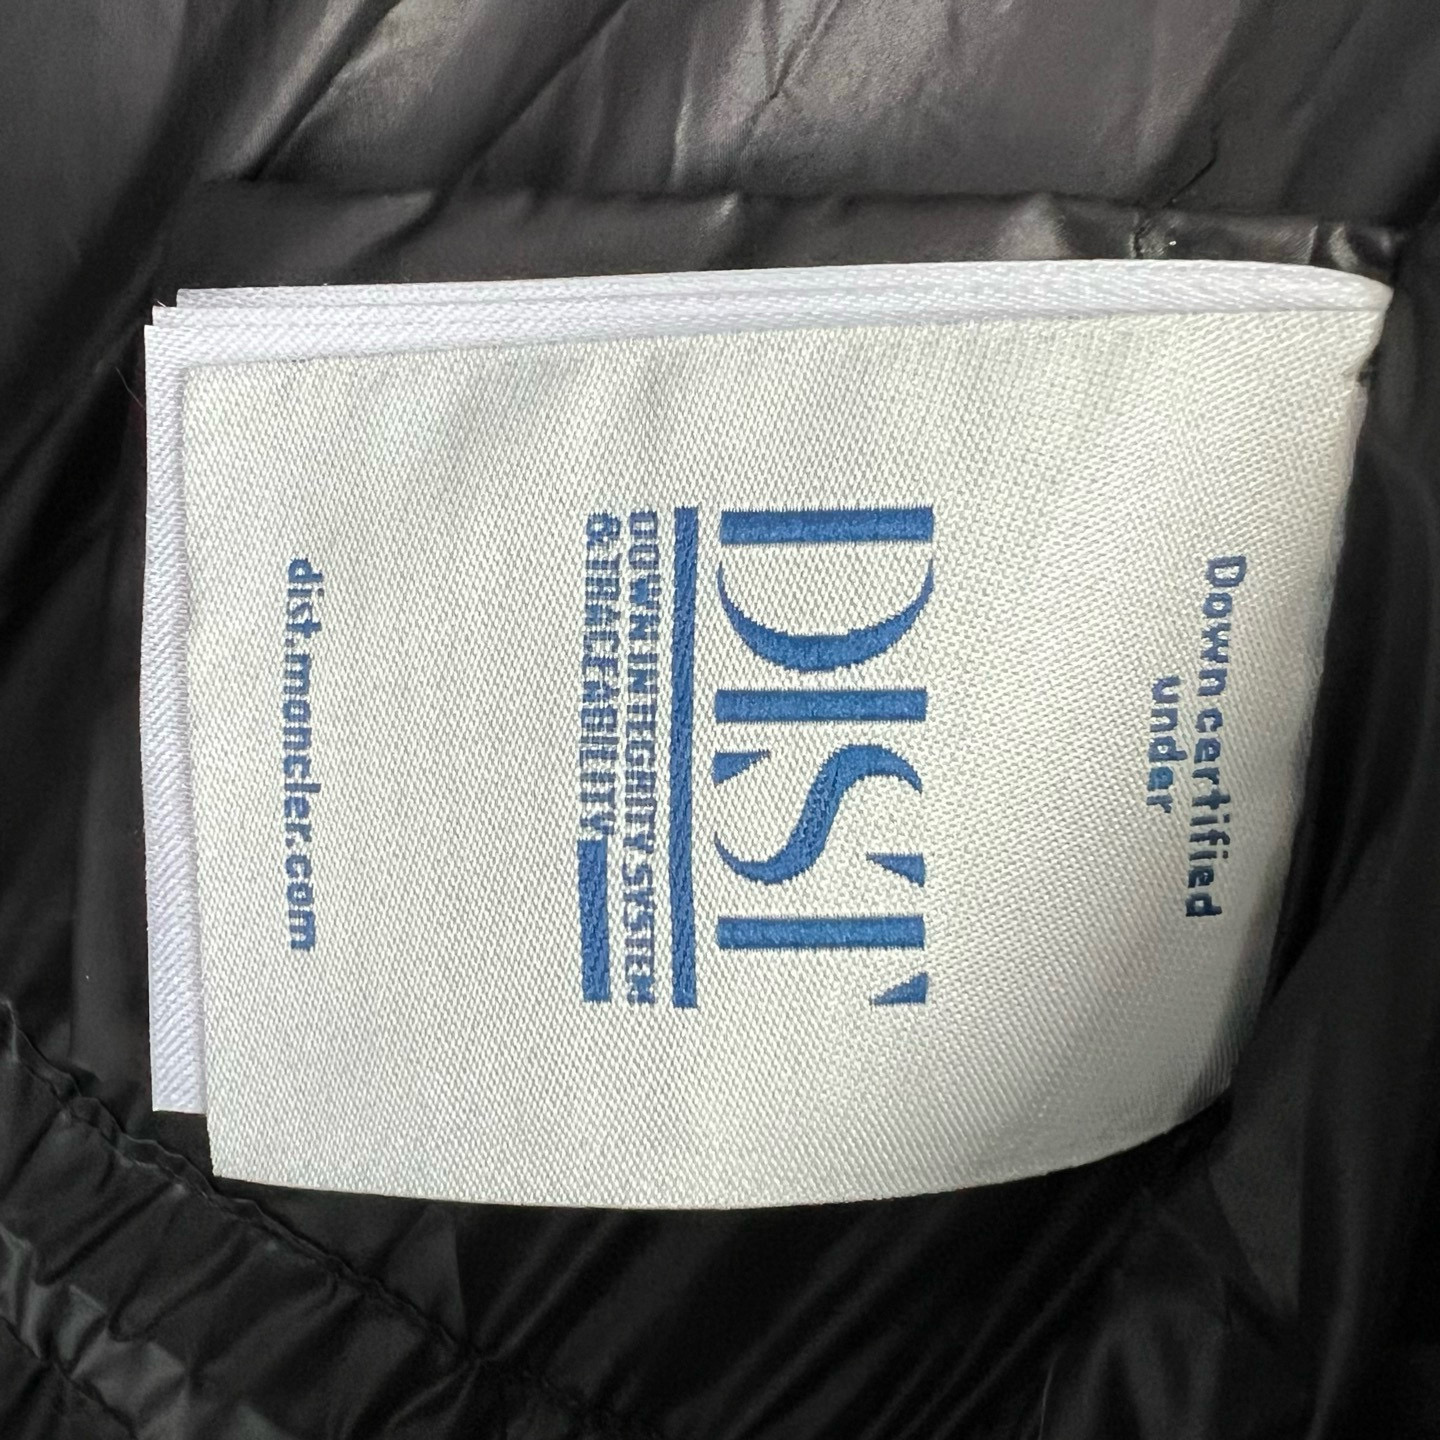 Down certified
under
DIST
DOWN INTEGRITY SYSTEM
& TRACEABILITY
dist.moncler.com